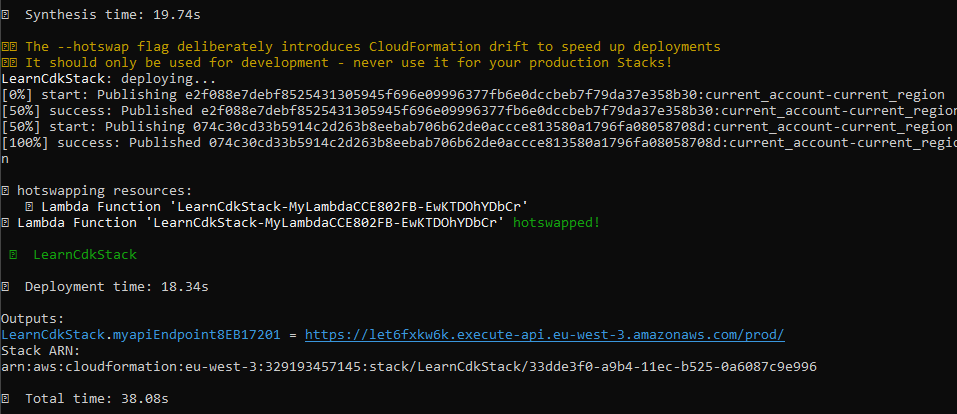 Synthesis time: 19.74s
The --hotswap flag deliberately introduces CloudFormation drift to speed up deployments
It should only be used for development - never use it for your production Stacks!
LearnCdkStack: deploying...
[0%] start: Publishing e2f088e7debf8525431305945f696e09996377fb6e0dccbeb7f79da37e358b30:current_account-current_region
[50%] success: Published e2f088e7debf8525431305945f696e09996377fb6e0dccbeb7f79da37e358b30:current_account-current_region
[50%] start: Publishing 074c30cd33b5914c2d263b8eebab706b62de0accce813580a1796fa08058708d:current_account-current_region
[100%] success: Published 074c30cd33b5914c2d263b8eebab706b62de0accce813580a1796fa08058708d:current_account-current_regio
n
hotswapping resources:
Lambda Function 'LearnCdkStack-MyLambdaCCE802FB-EwKTDOhYDbCr'
Lambda Function 'LearnCdkStack-MyLambdaCCE802FB-EwKTDOhYDbCr' hotswapped!
LearnCdkStack
Deployment time: 18.34s
Outputs:
LearnCdkStack.myapiEndpoint8EB17201 = https://let6fxkw6k.execute-api.eu-west-3.amazonaws.com/prod/
Stack ARN:
arn:aws:cloudformation:eu-west-3:329193457145:stack/LearnCdkStack/33dde3f0-a9b4-11ec-b525-0a6087c9e996
Total time: 38.08s